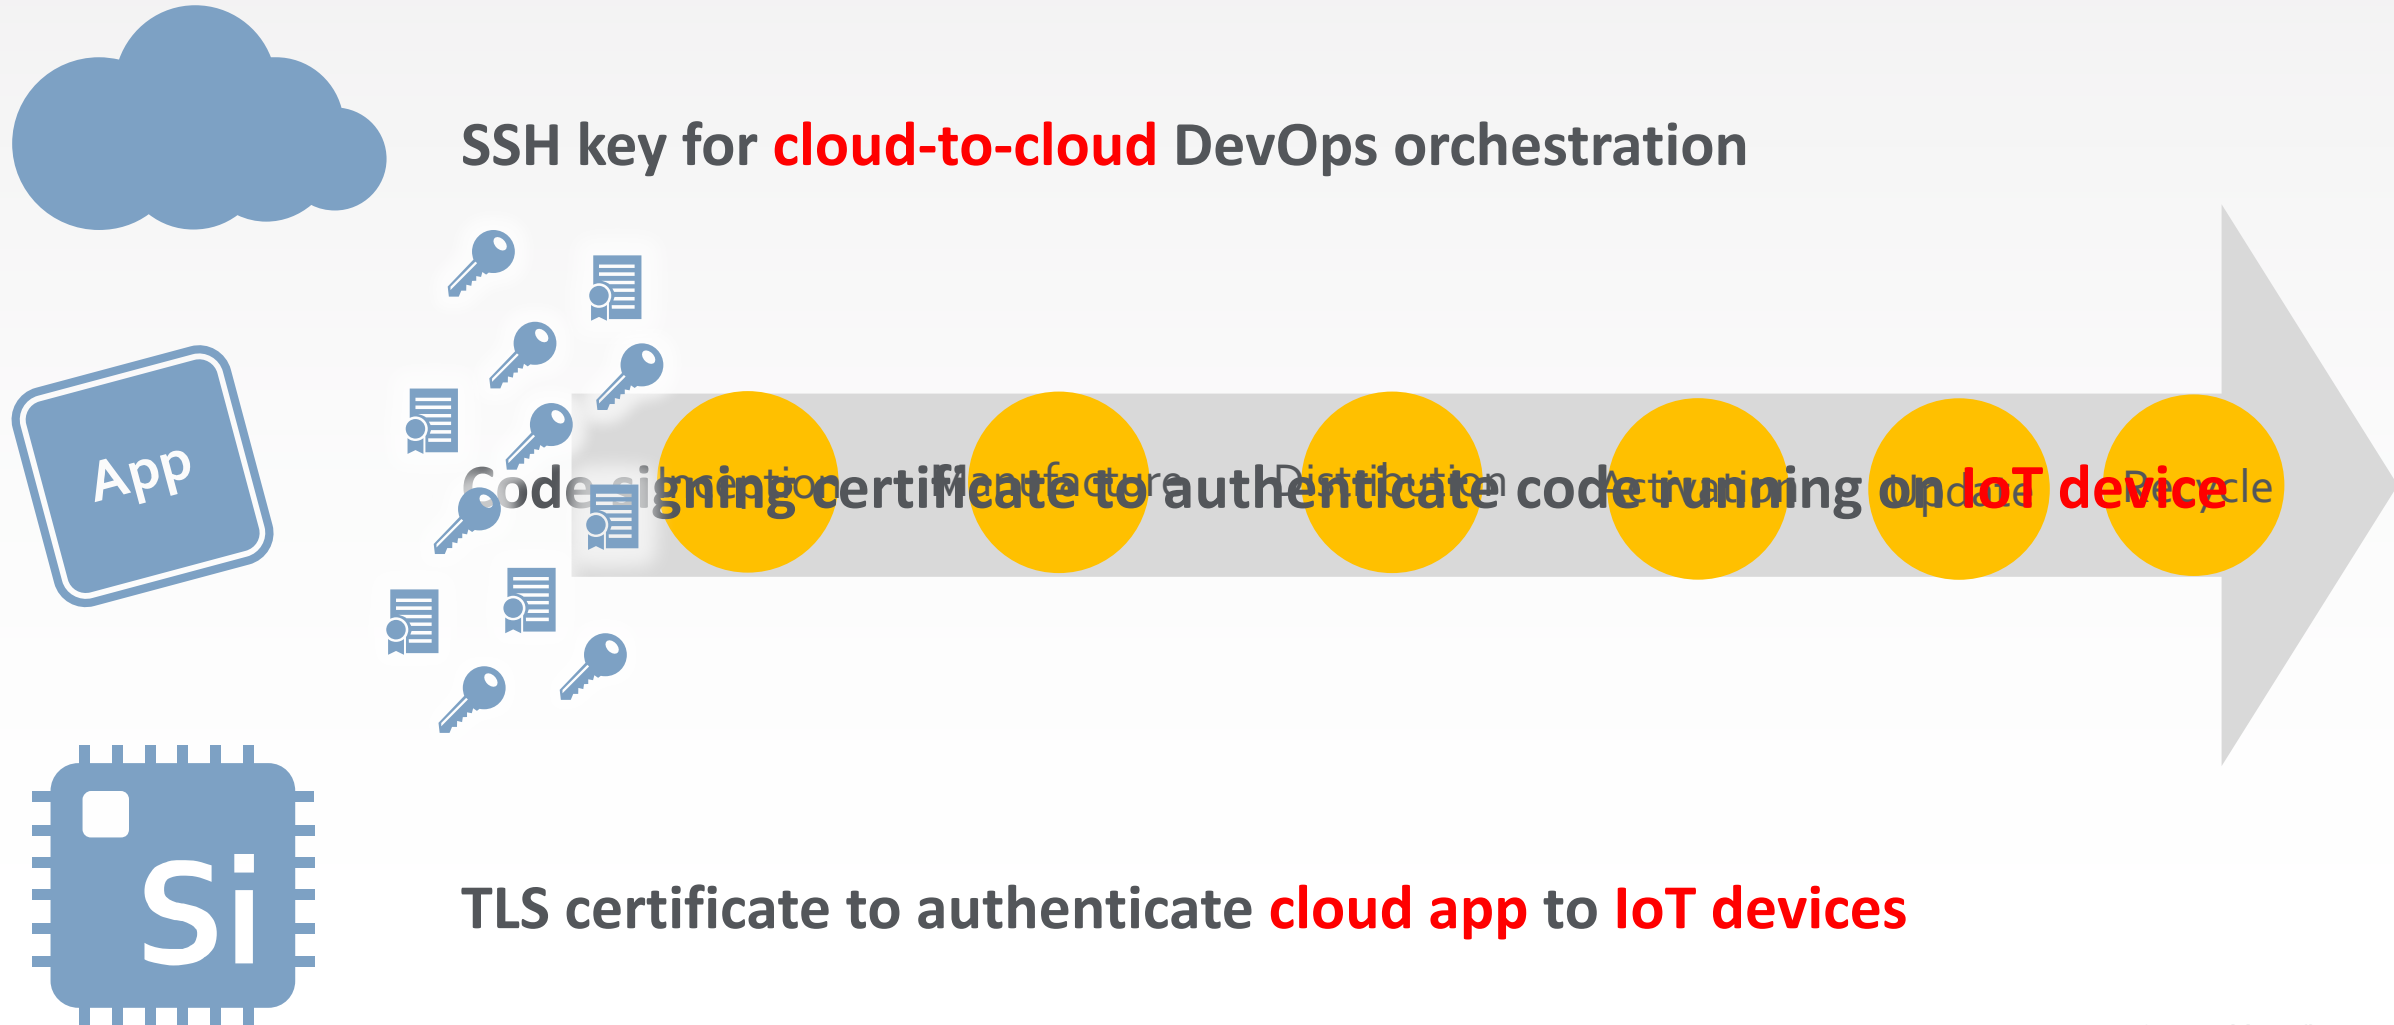 SSH key for cloud-to-cloud DevOps orchestration
App
Code signing certificate to authenticate code running on IoT device
Inception
Manufacture
Distribution
Activation
Update
Recycle
Si
TLS certificate to authenticate cloud app to IoT devices